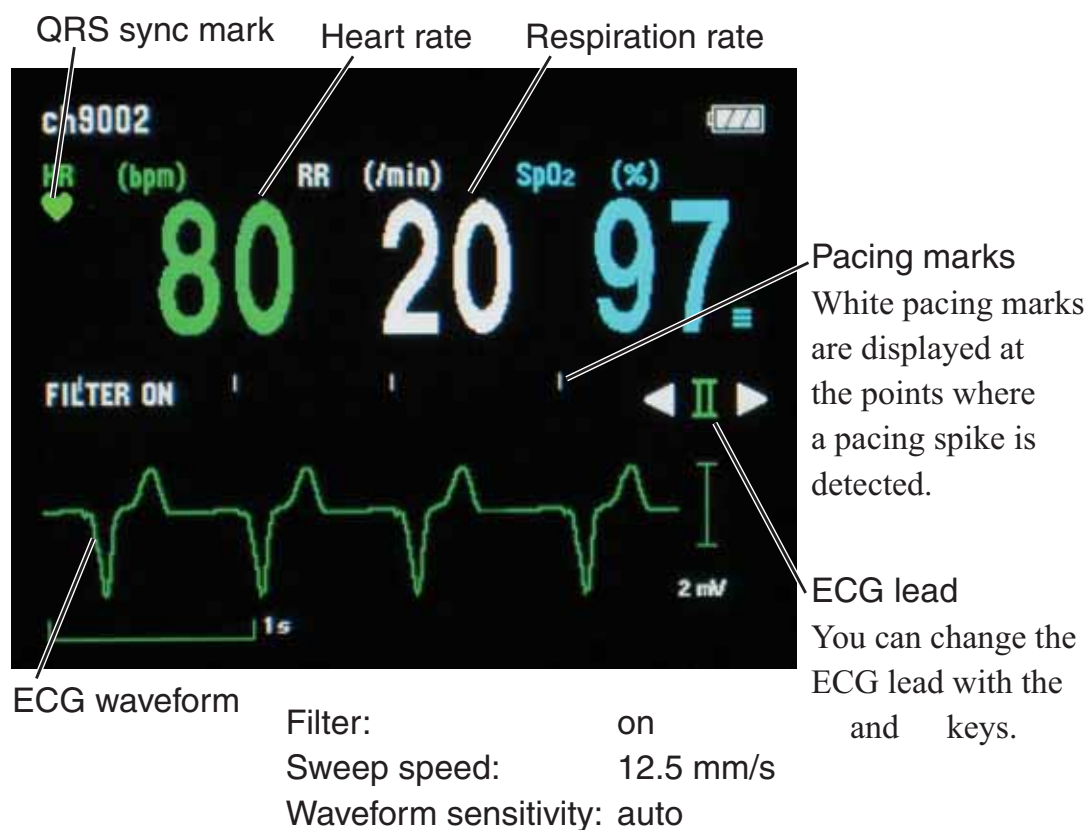 QRS sync mark
Heart rate
Respiration rate
ch9002
HR (bpm)
RR (/min)
SpO2 (%)
80
20
97
Pacing marks
White pacing marks
are displayed at
the points where
a pacing spike is
detected.
FILTER ON
II
2 mV
1s
ECG lead
You can change the
ECG lead with the
and keys.
ECG waveform
Filter: on
Sweep speed: 12.5 mm/s
Waveform sensitivity: auto